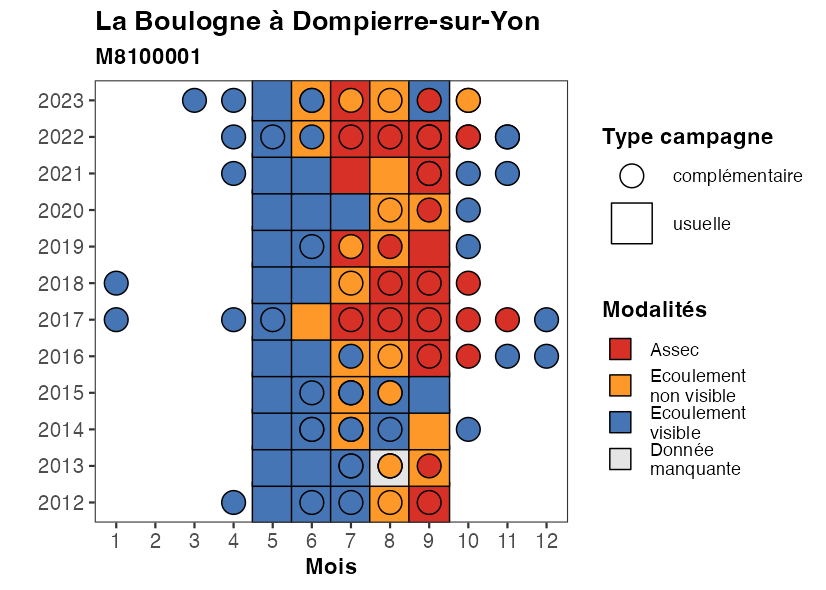 La Boulogne à Dompierre-sur-Yon
M8100001
2023
2022
2021
2020
2019
2018
2017
2016
2015
2014
2013
2012
1 2 3 4 5 6 7 8 9 10 11 12
Mois
Type campagne
complémentaire
usuelle
Modalités
Assec
Ecoulement
non visible
Ecoulement
visible
Donnée
manquante